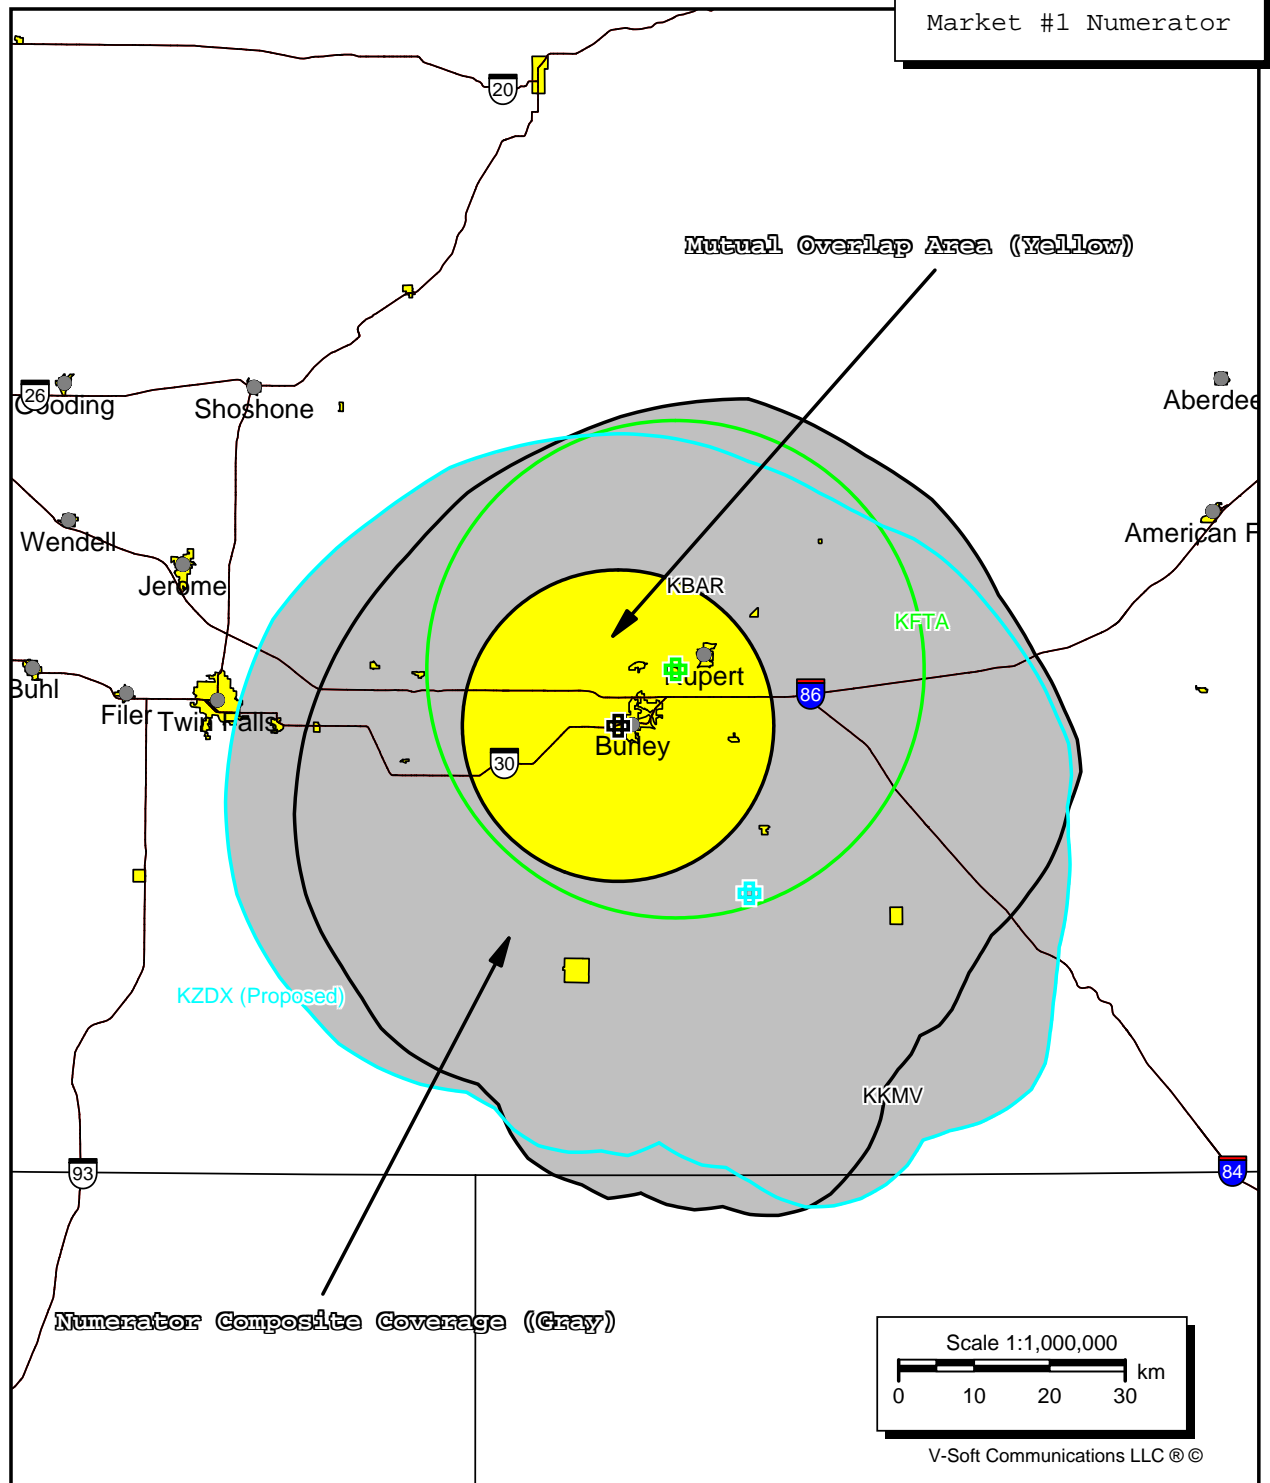 Market #1 Numerator
20
Mutual Overlap Area (Yellow)
26
Gooding
Shoshone
Aberdee
Wendell
American F
Jerome
KBAR
KFTA
Buhl
Rupert
86
Filer
Twin Falls
Burley
30
KZDX (Proposed)
KKMV
93
84
Numerator Composite Coverage (Gray)
Scale 1:1,000,000
km
0 10 20 30
V-Soft Communications LLC ® ©